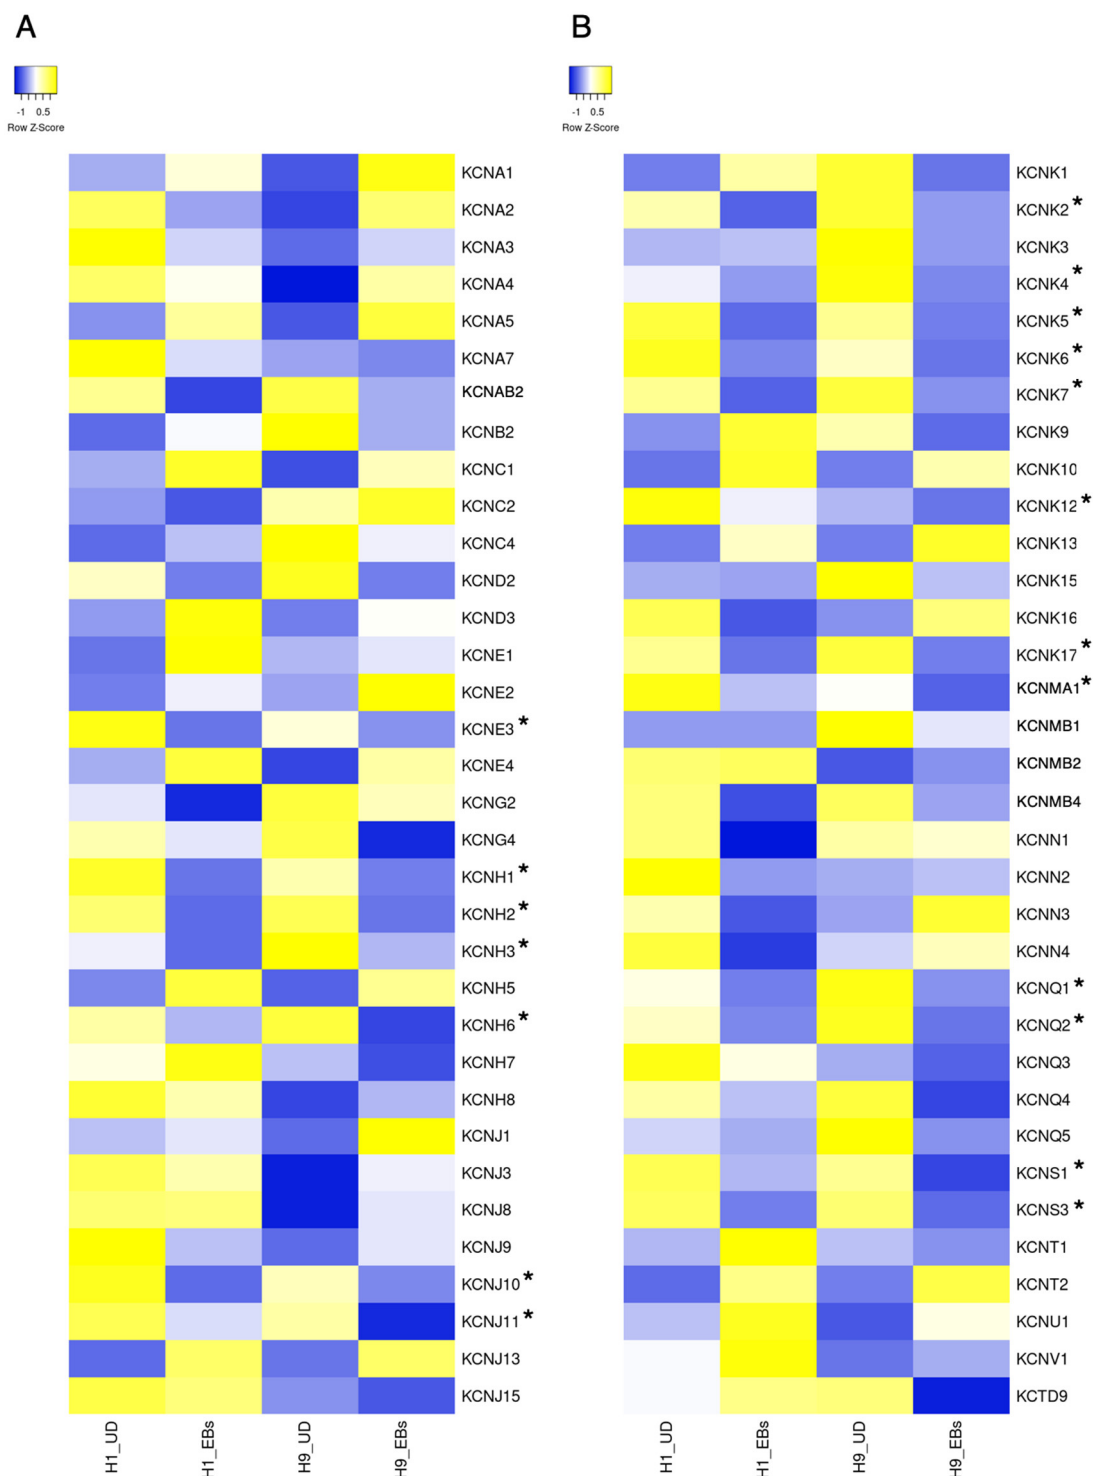 A
B
-1 0.5
Row Z-Score
-1 0.5
Row Z-Score
KCNA1
KCNA2
KCNA3
KCNA4
KCNA5
KCNA7
KCNAB2
KCNB2
KCNC1
KCNC2
KCNC4
KCND2
KCND3
KCNE1
KCNE2
KCNE3 *
KCNE4
KCNG2
KCNG4
KCNH1 *
KCNH2 *
KCNH3 *
KCNH5
KCNH6 *
KCNH7
KCNH8
KCNJ1
KCNJ3
KCNJ8
KCNJ9
KCNJ10 *
KCNJ11 *
KCNJ13
KCNJ15
H1_UD
H1_EBs
H9_UD
H9_EBs
KCNK1
KCNK2 *
KCNK3
KCNK4 *
KCNK5 *
KCNK6 *
KCNK7 *
KCNK9
KCNK10
KCNK12 *
KCNK13
KCNK15
KCNK16
KCNK17 *
KCNMA1 *
KCNMB1
KCNMB2
KCNMB4
KCNN1
KCNN2
KCNN3
KCNN4
KCNQ1 *
KCNQ2 *
KCNQ3
KCNQ4
KCNQ5
KCNS1 *
KCNS3 *
KCNT1
KCNT2
KCNU1
KCNV1
KCTD9
H1_UD
H1_EBs
H9_UD
H9_EBs